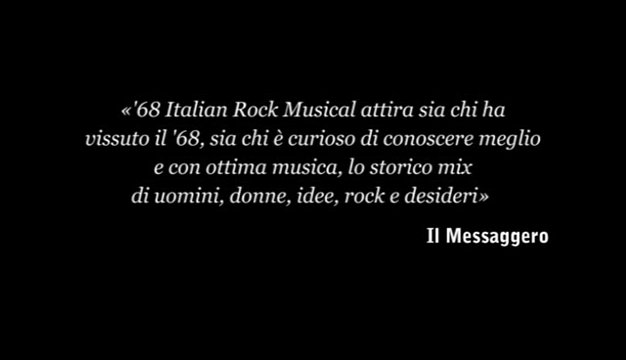 «'68 Italian Rock Musical attira sia chi ha
vissuto il '68, sia chi è curioso di conoscere meglio
e con ottima musica, lo storico mix
di uomini, donne, idee, rock e desideri»
Il Messaggero